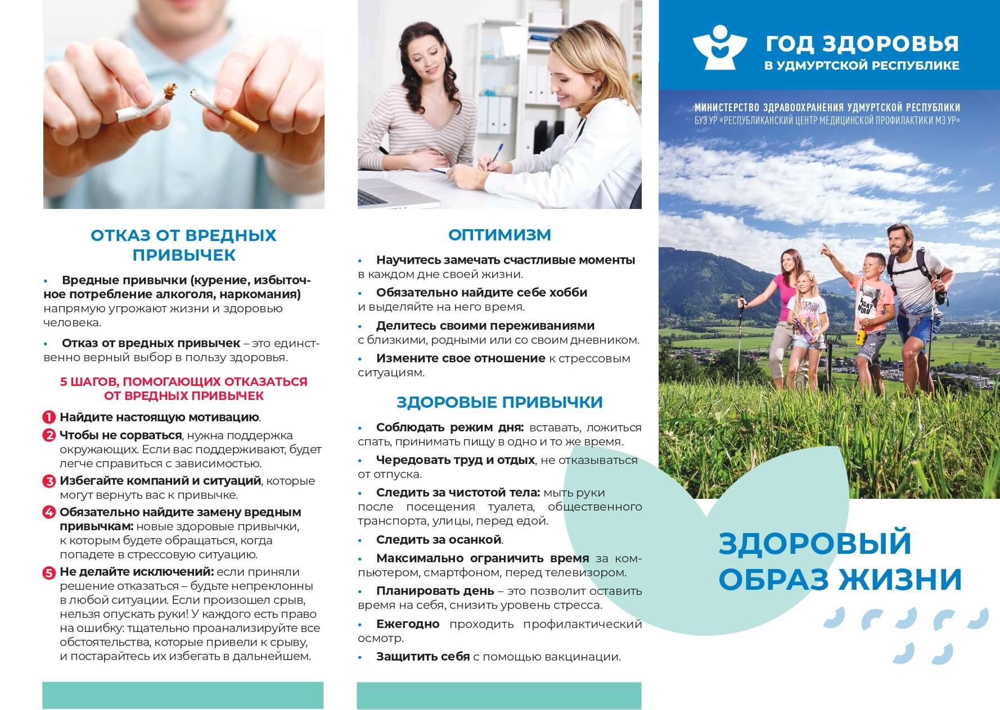 ОТКАЗ ОТ ВРЕДНЫХ
ПРИВЫЧЕК
• Вредные привычки (курение, избыточ-
ное потребление алкоголя, наркомания)
напрямую угрожают жизни и здоровью
человека.
• Отказ от вредных привычек – это единст-
венно верный выбор в пользу здоровья.
5 ШАГОВ, ПОМОГАЮЩИХ ОТКАЗАТЬСЯ
ОТ ВРЕДНЫХ ПРИВЫЧЕК
1 Найдите настоящую мотивацию.
2 Чтобы не сорваться, нужна поддержка
окружающих. Если вас поддерживают, будет
легче справиться с зависимостью.
3 Избегайте компаний и ситуаций, которые
могут вернуть вас к привычке.
4 Обязательно найдите замену вредным
привычкам: новые здоровые привычки,
к которым будете обращаться, когда
попадете в стрессовую ситуацию.
5 Не делайте исключений: если приняли
решение отказаться – будьте непреклонны
в любой ситуации. Если произошел срыв,
нельзя опускать руки! У каждого есть право
на ошибку: тщательно проанализируйте все
обстоятельства, которые привели к срыву,
и постарайтесь их избегать в дальнейшем.
ОПТИМИЗМ
• Научитесь замечать счастливые моменты
в каждом дне своей жизни.
• Обязательно найдите себе хобби
и выделяйте на него время.
• Делитесь своими переживаниями
с близкими, родными или со своим дневником.
• Измените свое отношение к стрессовым
ситуациям.
ЗДОРОВЫЕ ПРИВЫЧКИ
• Соблюдать режим дня: вставать, ложиться
спать, принимать пищу в одно и то же время.
• Чередовать труд и отдых, не отказываться
от отпуска.
• Следить за чистотой тела: мыть руки
после посещения туалета, общественного
транспорта, улицы, перед едой.
• Следить за осанкой.
• Максимально ограничить время за ком-
пьютером, смартфоном, перед телевизором.
• Планировать день – это позволит оставить
время на себя, снизить уровень стресса.
• Ежегодно проходить профилактический
осмотр.
• Защитить себя с помощью вакцинации.
ГОД ЗДОРОВЬЯ
В УДМУРТСКОЙ РЕСПУБЛИКЕ
МИНИСТЕРСТВО ЗДРАВООХРАНЕНИЯ УДМУРТСКОЙ РЕСПУБЛИКИ
БУЗ УР «РЕСПУБЛИКАНСКИЙ ЦЕНТР МЕДИЦИНСКОЙ ПРОФИЛАКТИКИ МЗ УР»
ЗДОРОВЫЙ
ОБРАЗ ЖИЗНИ